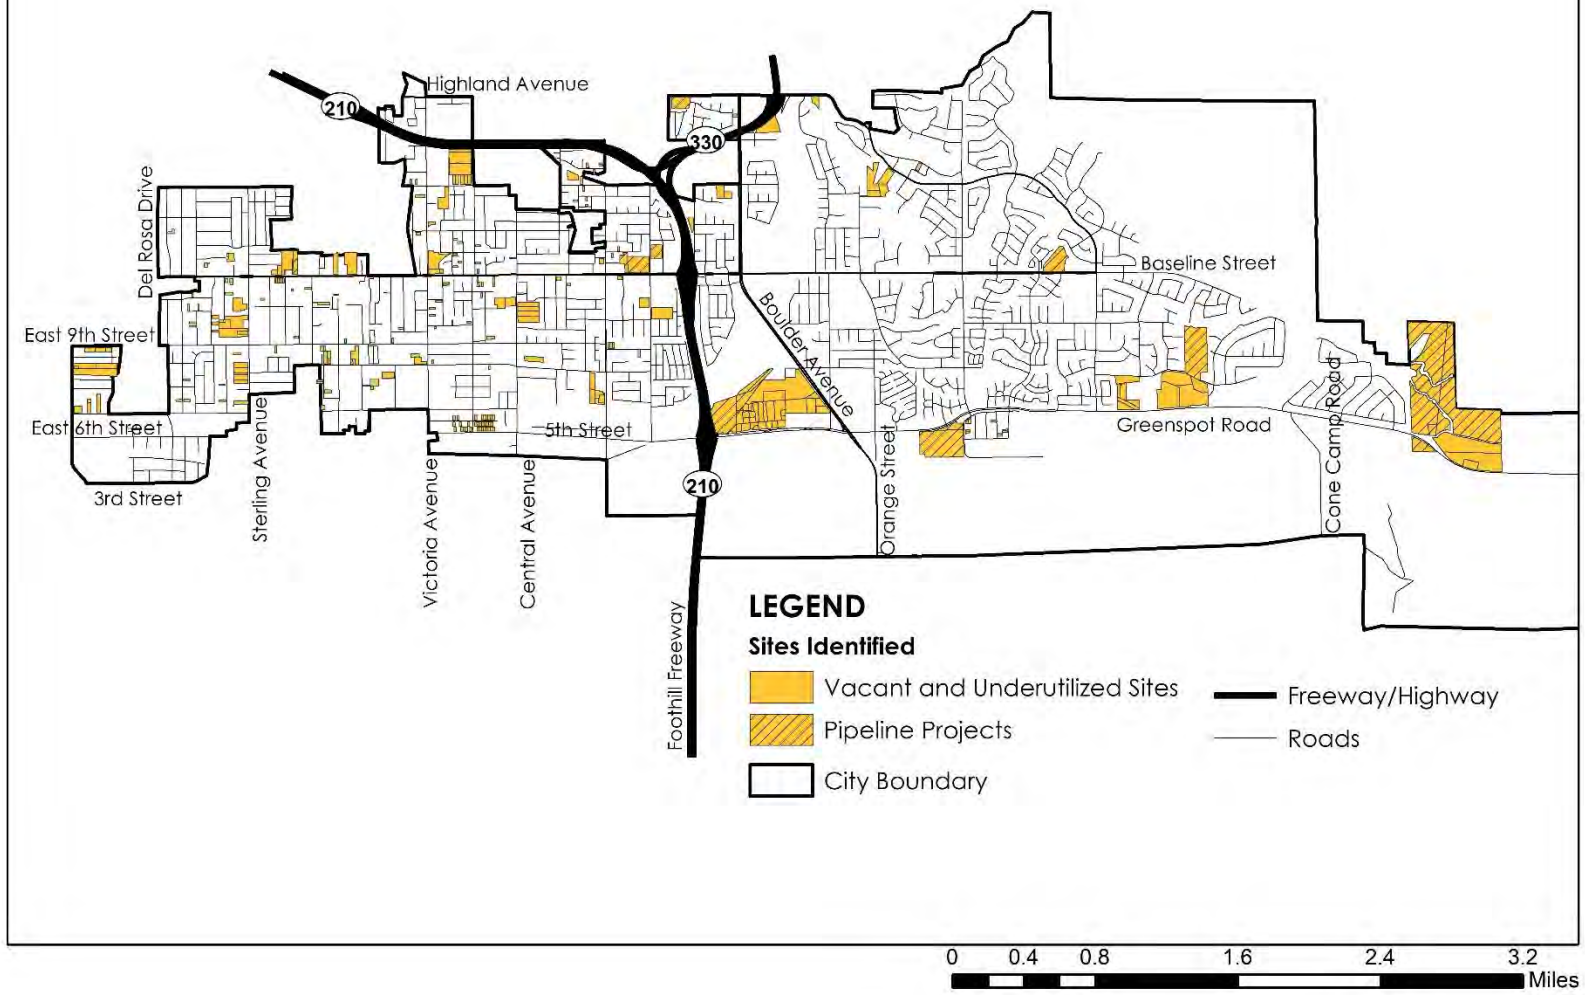 Highland Avenue
210
330
Del Rosa Drive
Baseline Street
Boulder Avenue
East 9th Street
Cone Camp Road
East 6th Street
5th Street
Greenspot Road
Sterling Avenue
Victoria Avenue
Central Avenue
Orange Street
3rd Street
210
Foothill Freeway
LEGEND
Sites Identified
Vacant and Underutilized Sites
Pipeline Projects
City Boundary
Freeway/Highway
Roads
0 0.4 0.8 1.6 2.4 3.2
Miles